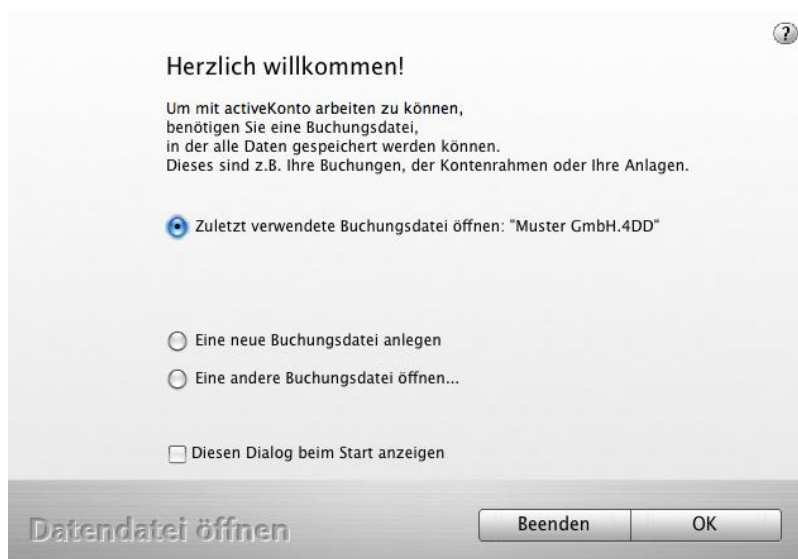 ?
Herzlich willkommen!
Um mit activeKonto arbeiten zu können,
benötigen Sie eine Buchungsdatei,
in der alle Daten gespeichert werden können.
Dieses sind z.B. Ihre Buchungen, der Kontenrahmen oder Ihre Anlagen.
Zuletzt verwendete Buchungsdatei öffnen: "Muster GmbH.4DD"
Eine neue Buchungsdatei anlegen
Eine andere Buchungsdatei öffnen...
Diesen Dialog beim Start anzeigen
Datendatei öffnen
Beenden
OK